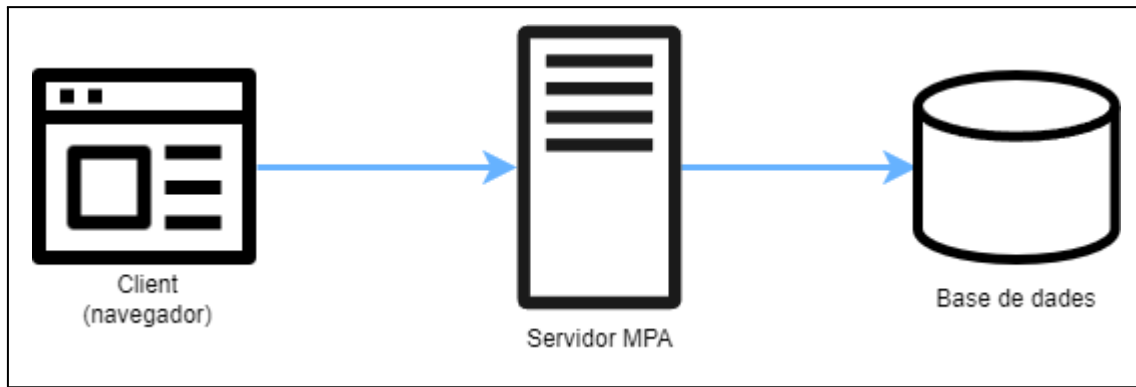 Client
(navegador)
Servidor MPA
Base de dades